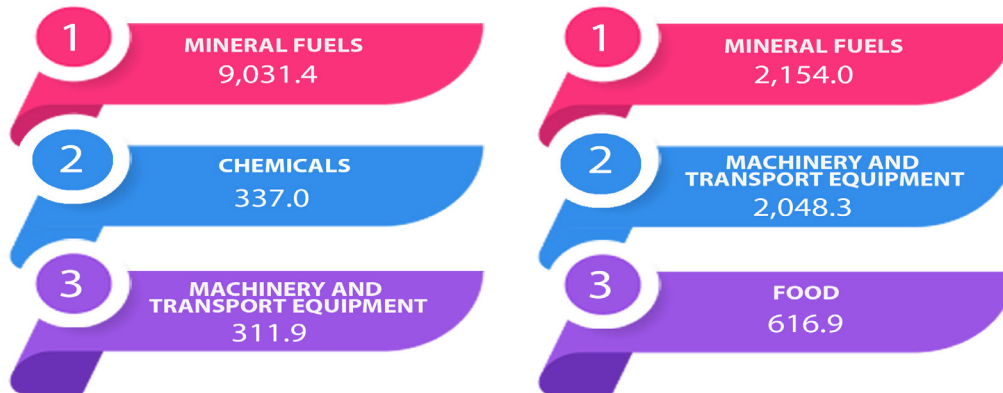 1
MINERAL FUELS
9,031.4
2
CHEMICALS
337.0
3
MACHINERY AND
TRANSPORT EQUIPMENT
311.9
1
MINERAL FUELS
2,154.0
2
MACHINERY AND
TRANSPORT EQUIPMENT
2,048.3
3
FOOD
616.9